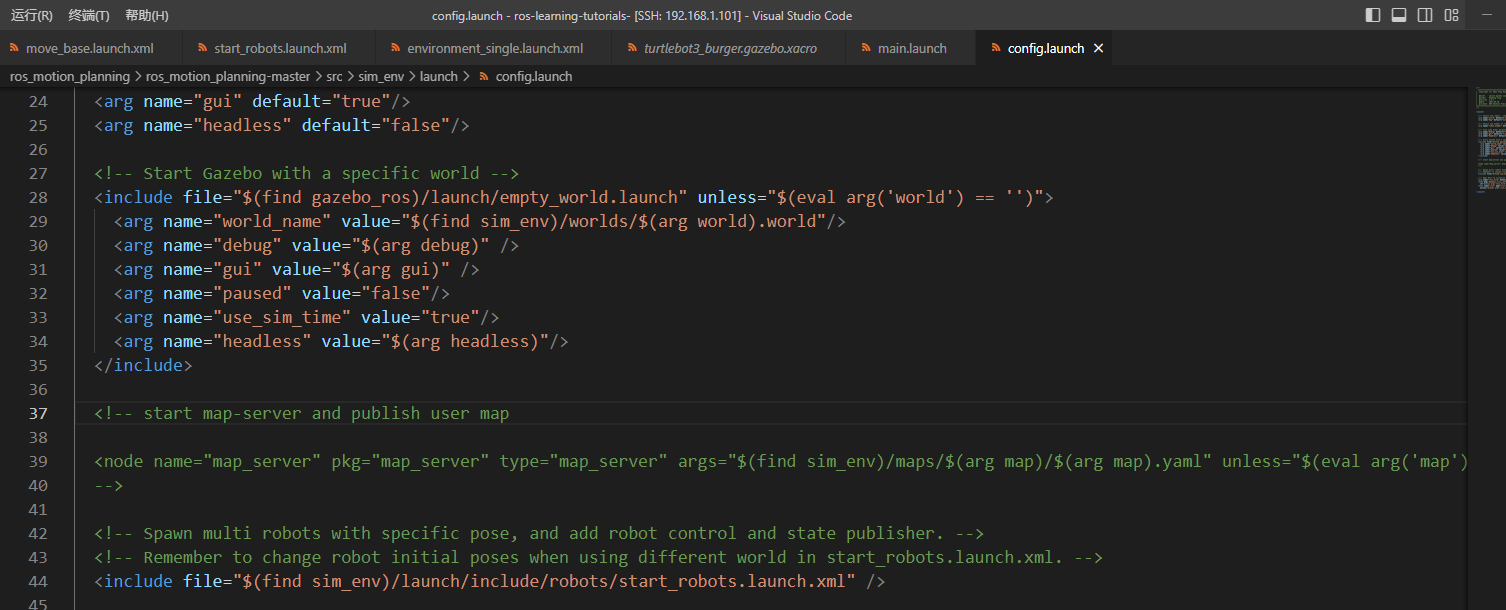 运行(R) 终端(T) 帮助(H) config.launch - ros-learning-tutorials- [SSH: 192.168.1.101] - Visual Studio Code
move_base.launch.xml start_robots.launch.xml environment_single.launch.xml turtlebot3_burger.gazebo.xacro main.launch config.launch
ros_motion_planning > ros_motion_planning-master > src > sim_env > launch > config.launch
24 <arg name="gui" default="true"/>
25 <arg name="headless" default="false"/>
26
27 <!-- Start Gazebo with a specific world -->
28 <include file="$(find gazebo_ros)/launch/empty_world.launch" unless="$(eval arg('world') == '')">
29 <arg name="world_name" value="$(find sim_env)/worlds/$(arg world).world"/>
30 <arg name="debug" value="$(arg debug)" />
31 <arg name="gui" value="$(arg gui)" />
32 <arg name="paused" value="false"/>
33 <arg name="use_sim_time" value="true"/>
34 <arg name="headless" value="$(arg headless)"/>
35 </include>
36
37 <!-- start map-server and publish user map
38
39 <node name="map_server" pkg="map_server" type="map_server" args="$(find sim_env)/maps/$(arg map)/$(arg map).yaml" unless="$(eval arg('map')
40 -->
41
42 <!-- Spawn multi robots with specific pose, and add robot control and state publisher. -->
43 <!-- Remember to change robot initial poses when using different world in start_robots.launch.xml. -->
44 <include file="$(find sim_env)/launch/include/robots/start_robots.launch.xml" />
45